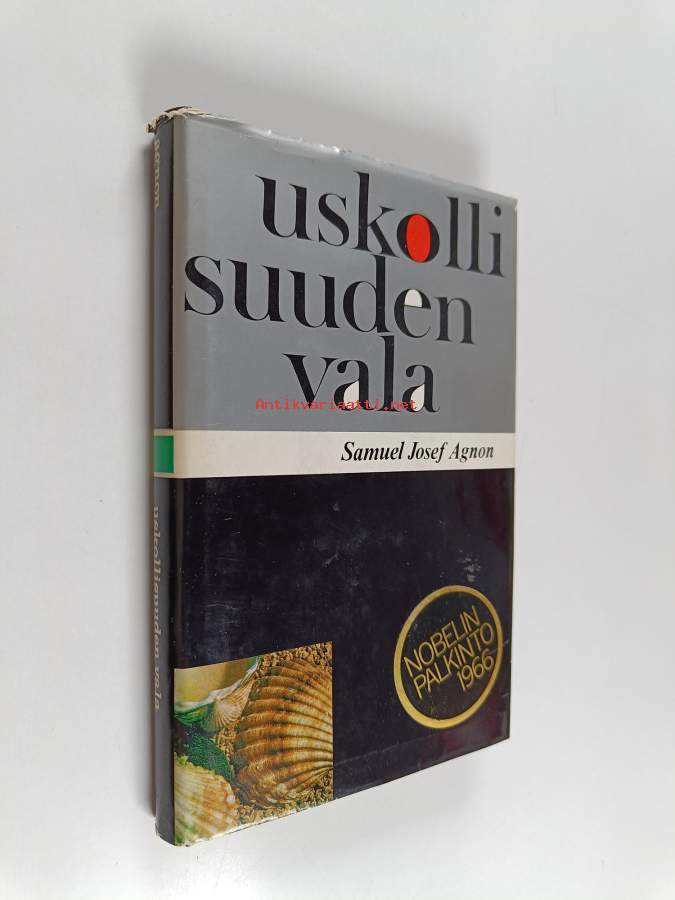 uskolli
suuden
vala
Antikvariaatti.net
Samuel Josef Agnon
NOBELIN
PALKINTO
1966
agnon
uskollisuuden vala